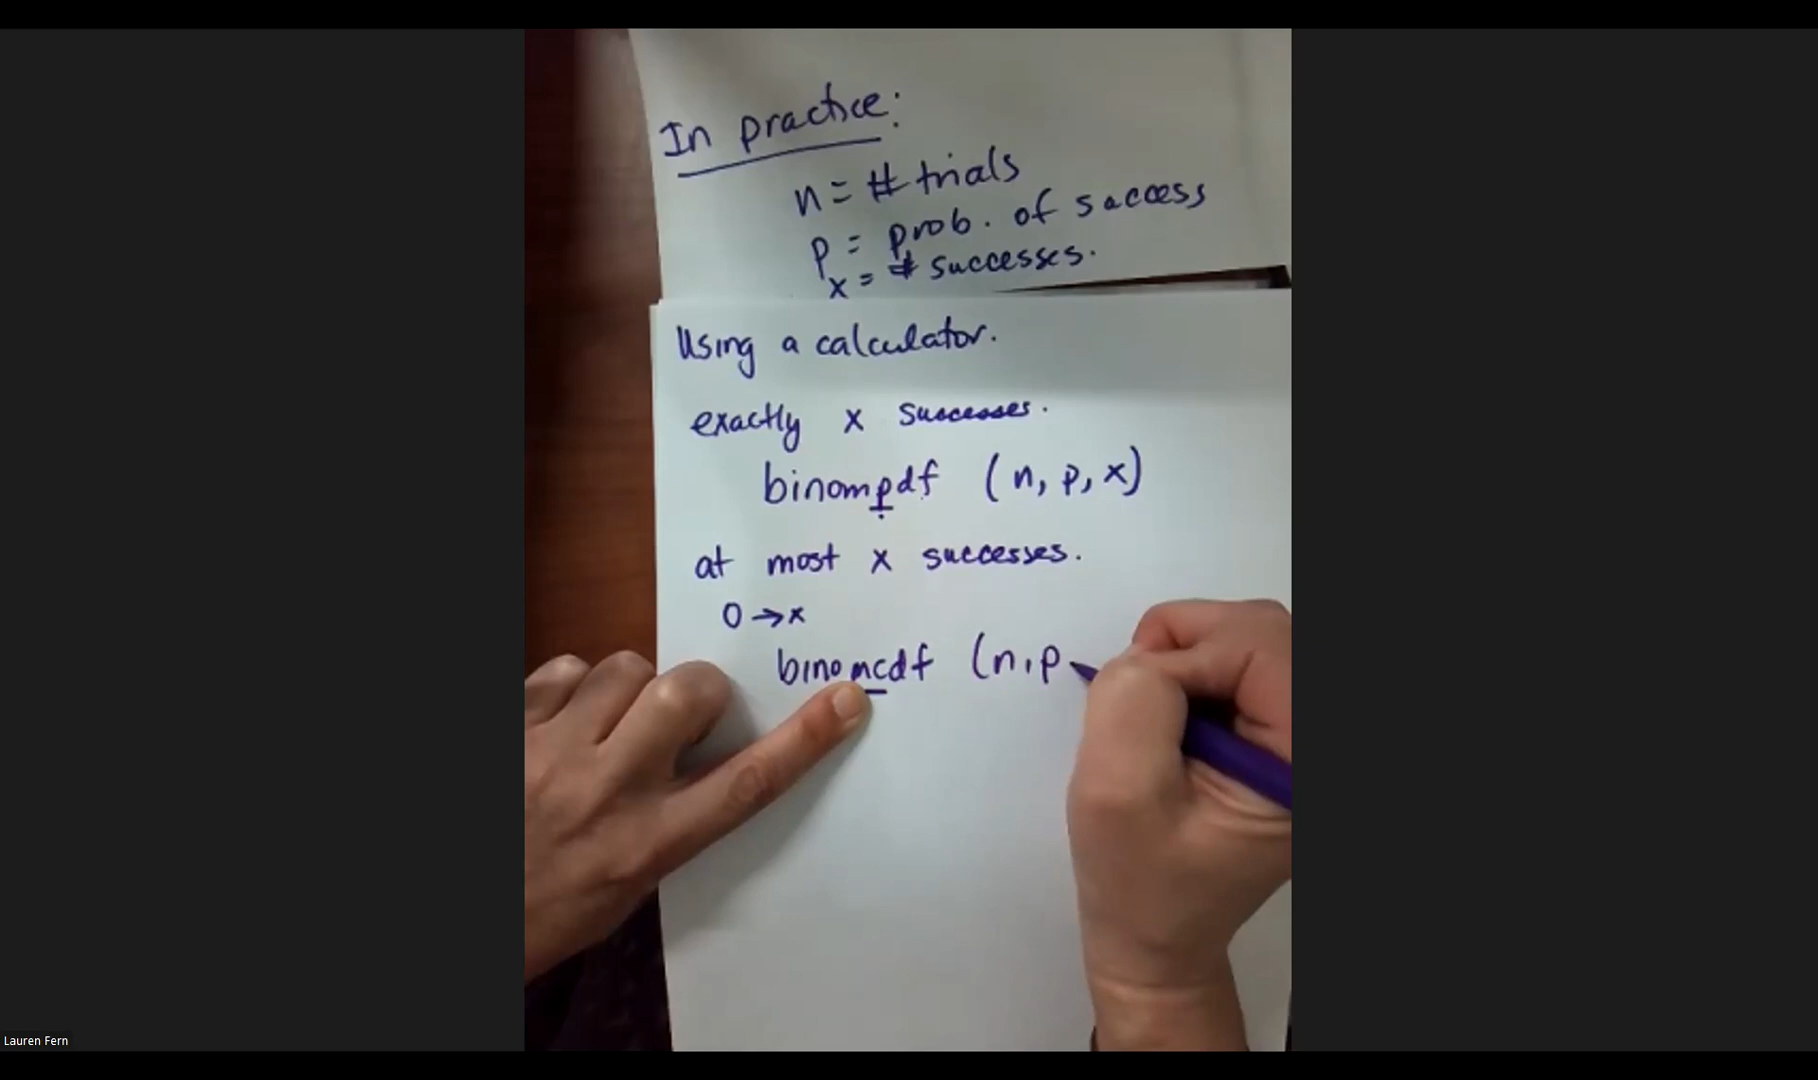 In practice:
n = # trials
p = prob. of success
x = # successes.
Using a calculator.
exactly x successes.
binompdf (n, p, x)
at most x successes.
0 → x
binomcdf (n, p
Lauren Fern